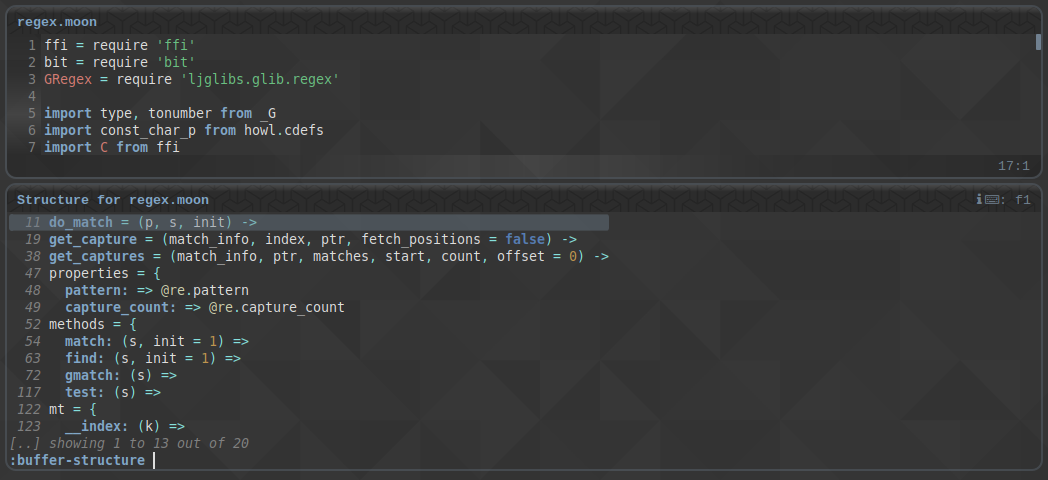 regex.moon
1 ffi = require 'ffi'
2 bit = require 'bit'
3 GRegex = require 'ljglibs.glib.regex'
4
5 import type, tonumber from _G
6 import const_char_p from howl.cdefs
7 import C from ffi
17:1
Structure for regex.moon ℹ⌨: f1
11 do_match = (p, s, init) ->
19 get_capture = (match_info, index, ptr, fetch_positions = false) ->
38 get_captures = (match_info, ptr, matches, start, count, offset = 0) ->
47 properties = {
48   pattern: => @re.pattern
49   capture_count: => @re.capture_count
52 methods = {
54   match: (s, init = 1) =>
63   find: (s, init = 1) =>
72   gmatch: (s) =>
117   test: (s) =>
122 mt = {
123   __index: (k) =>
[..] showing 1 to 13 out of 20
:buffer-structure